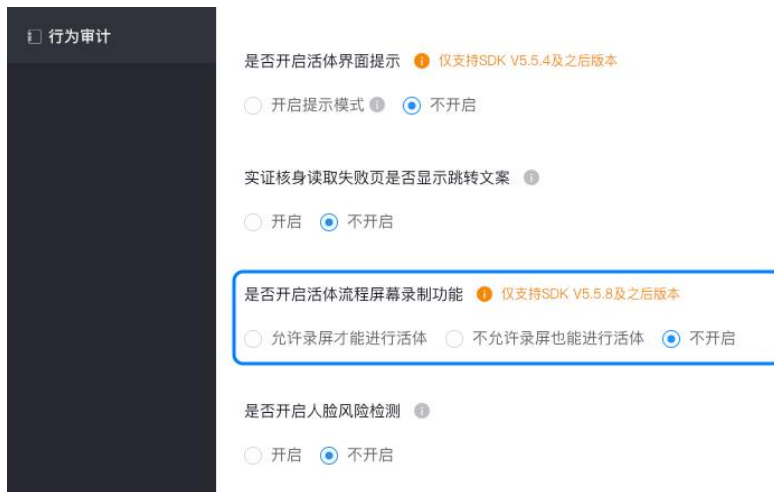 行为审计
是否开启活体界面提示 仅支持SDK V5.5.4及之后版本
开启提示模式 不开启
实证核身读取失败页是否显示跳转文案
开启 不开启
是否开启活体流程屏幕录制功能 仅支持SDK V5.5.8及之后版本
允许录屏才能进行活体 不允许录屏也能进行活体 不开启
是否开启人脸风险检测
开启 不开启